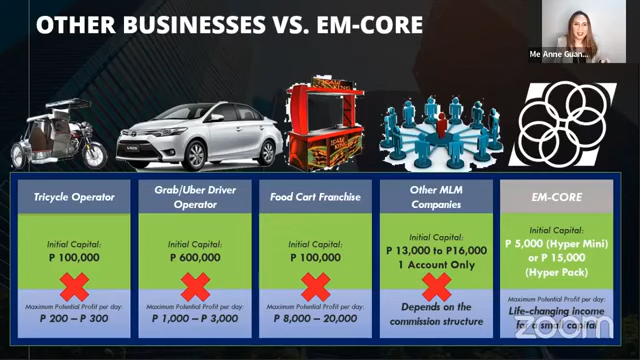 OTHER BUSINESSES VS. EM-CORE
Me Anne Guan...
Tricycle Operator
Initial Capital:
P 100,000
Maximum Potential Profit per day:
P 200 – P 300
Grab/Uber Driver
Operator
Initial Capital:
P 600,000
Maximum Potential Profit per day:
P 1,000 – P 3,000
Food Cart Franchise
Initial Capital:
P 100,000
Maximum Potential Profit per day:
P 8,000 – 20,000
Other MLM
Companies
Initial Capital:
P 13,000 to P16,000
1 Account Only
Depends on the
commission structure
EM-CORE
Initial Capital:
P 5,000 (Hyper Mini)
or P 15,000
(Hyper Pack)
Maximum Potential Profit per day:
Life-changing income
for a small capital
zoom